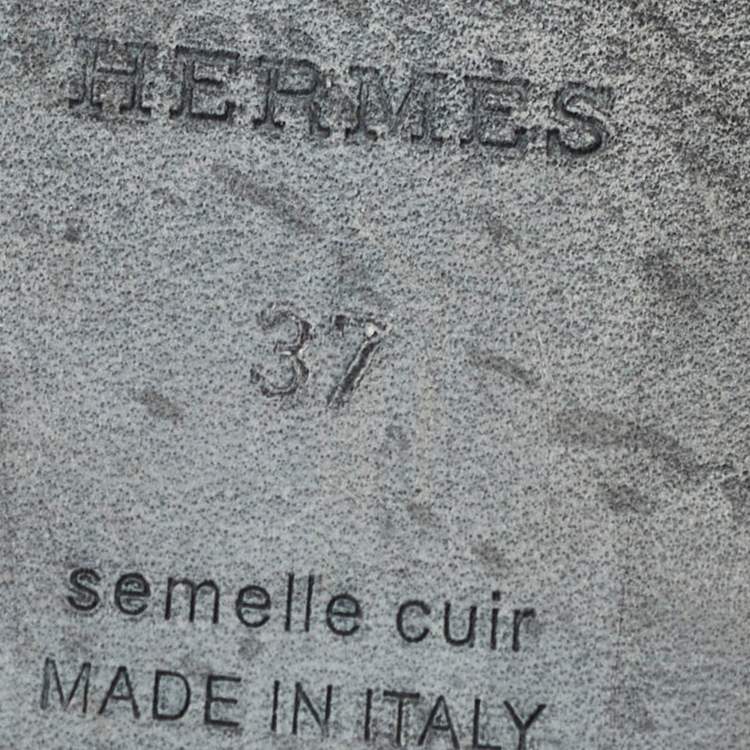 HERMÈS
37
semelle cuir
MADE IN ITALY